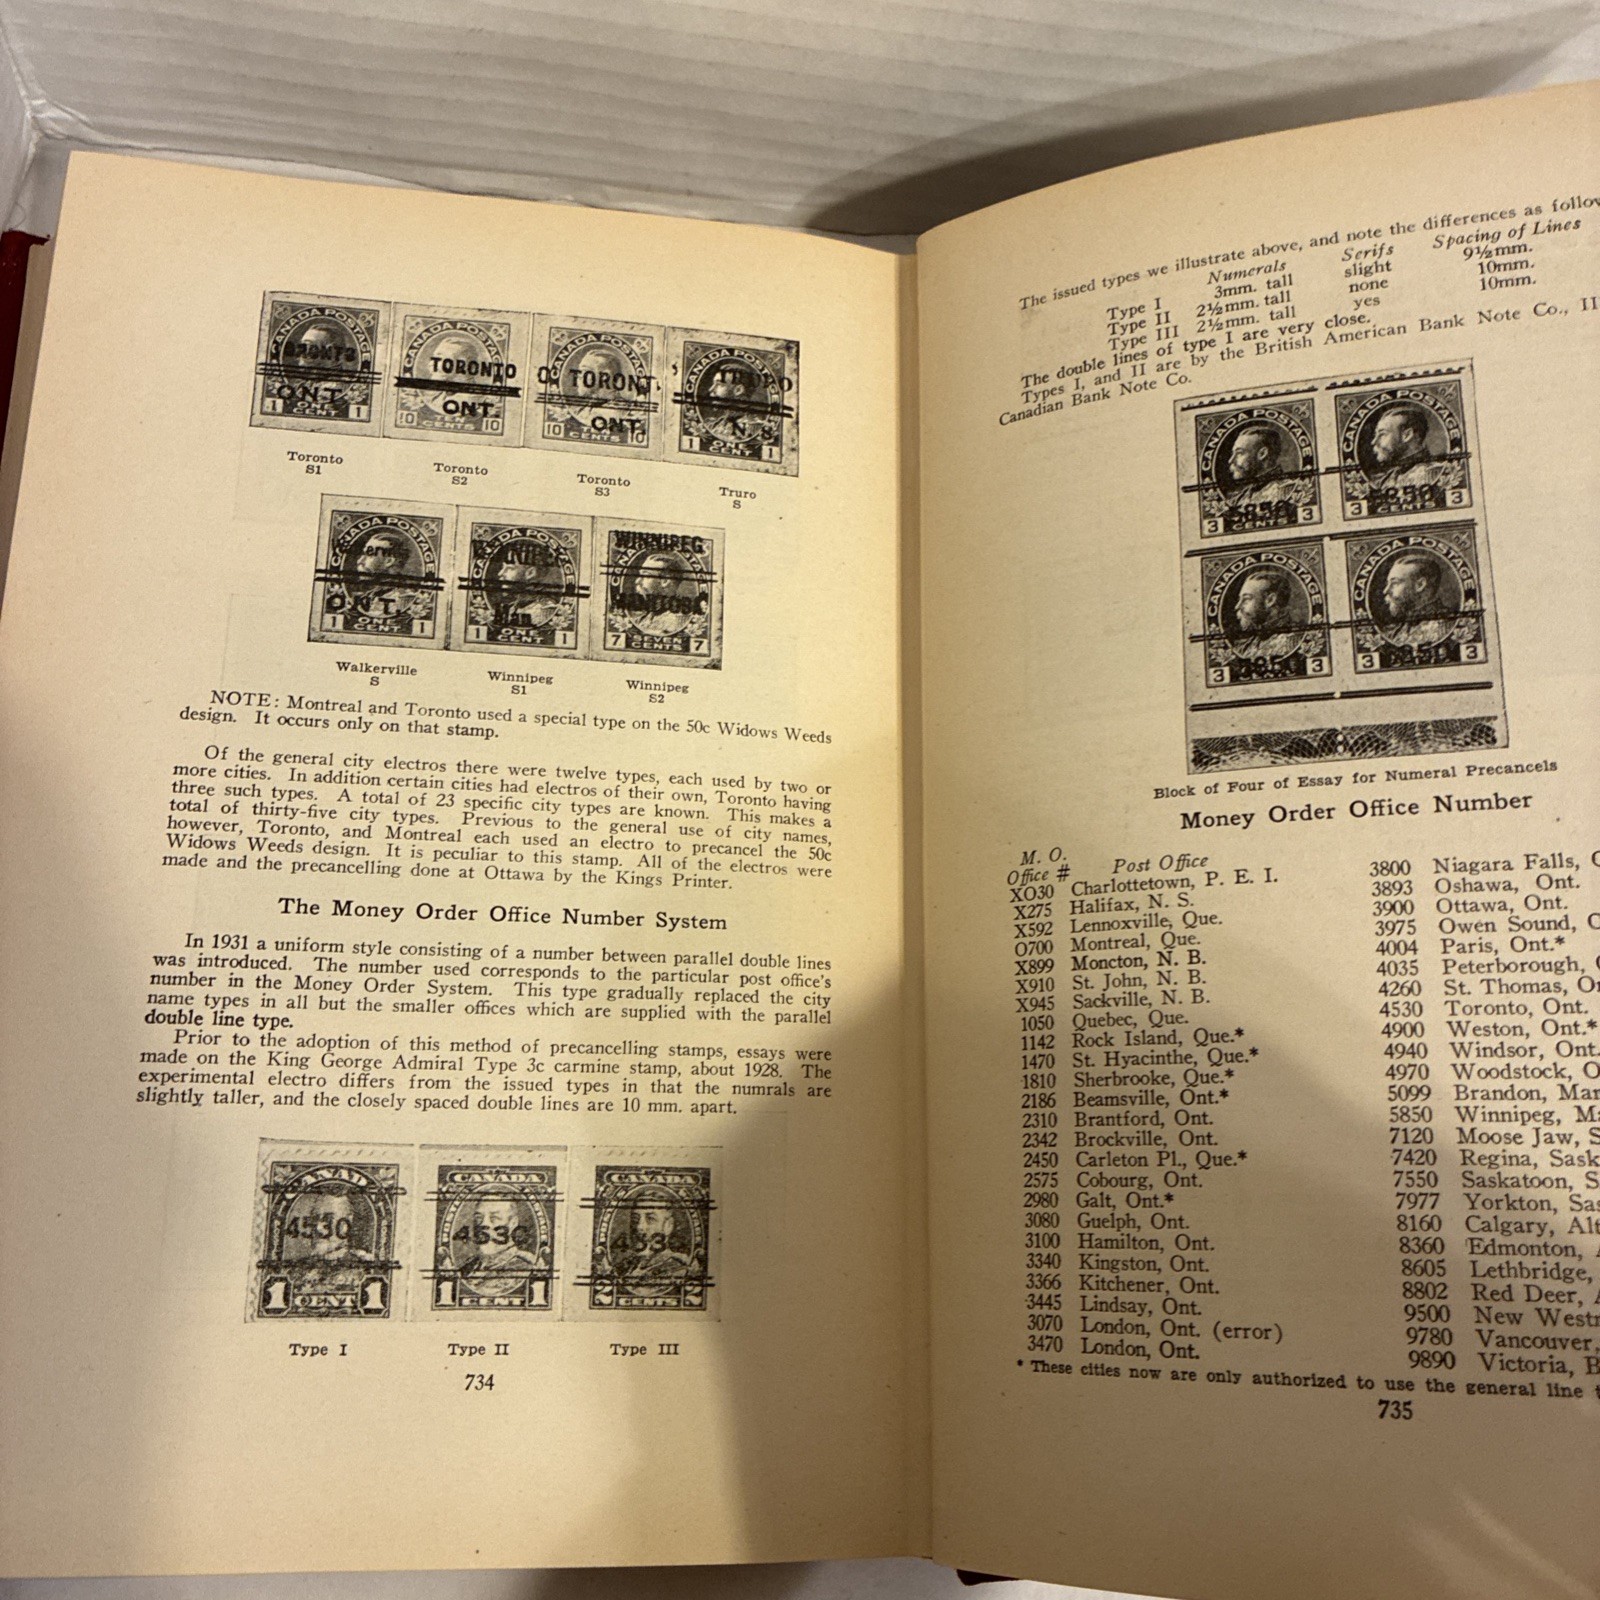 Toronto
S1
Toronto
S2
Toronto
S3
Truro
S
Walkerville
S
Winnipeg
S1
Winnipeg
S2
NOTE: Montreal and Toronto used a special type on the 50c Widows Weeds
design. It occurs only on that stamp.
Of the general city electros there were twelve types, each used by two or
more cities. In addition certain cities had electros of their own, Toronto having
three such types. A total of 23 specific city types are known. This makes a
total of thirty-five city types. Previous to the general use of city names,
however, Toronto, and Montreal each used an electro to precancel the 50c
Widows Weeds design. It is peculiar to this stamp. All of the electros were
made and the precancelling done at Ottawa by the Kings Printer.
The Money Order Office Number System
In 1931 a uniform style consisting of a number between parallel double lines
was introduced. The number used corresponds to the particular post office's
number in the Money Order System. This type gradually replaced the city
name types in all but the smaller offices which are supplied with the parallel
double line type.
Prior to the adoption of this method of precancelling stamps, essays were
made on the King George Admiral Type 3c carmine stamp, about 1928. The
experimental electro differs from the issued types in that the numrals are
slightly taller, and the closely spaced double lines are 10 mm. apart.
Type I
Type II
Type III
734
The issued types we illustrate above, and note the differences as
Numerals Serifs Spacing of Lines
Type I 3mm. tall slight 9½mm.
Type II 2½mm. tall none 10mm.
Type III 2½mm. tall yes 10mm.
The double lines of type I are very close.
Types I, and II are by the British American Bank Note Co.,
Canadian Bank Note Co.
Block of Four of Essay for Numeral Precancels
Money Order Office Number
M. O.
Office # Post Office
XO30 Charlottetown, P. E. I.
X275 Halifax, N. S.
X592 Lennoxville, Que.
O700 Montreal, Que.
X899 Moncton, N. B.
X910 St. John, N. B.
X945 Sackville, N. B.
1050 Quebec, Que.
1142 Rock Island, Que.*
1470 St. Hyacinthe, Que.*
1810 Sherbrooke, Que.*
2186 Beamsville, Ont.*
2310 Brantford, Ont.
2342 Brockville, Ont.
2450 Carleton Pl., Que.*
2575 Cobourg, Ont.
2980 Galt, Ont.*
3080 Guelph, Ont.
3100 Hamilton, Ont.
3340 Kingston, Ont.
3366 Kitchener, Ont.
3445 Lindsay, Ont.
3070 London, Ont. (error)
3470 London, Ont.
3800 Niagara Falls,
3893 Oshawa, Ont.
3900 Ottawa, Ont.
3975 Owen Sound,
4004 Paris, Ont.*
4035 Peterborough,
4260 St. Thomas,
4530 Toronto, Ont.
4900 Weston, Ont.*
4940 Windsor, Ont.
4970 Woodstock,
5099 Brandon,
5850 Winnipeg,
7120 Moose Jaw,
7420 Regina, Sask
7550 Saskatoon,
7977 Yorkton,
8160 Calgary,
8360 Edmonton,
8605 Lethbridge,
8802 Red Deer,
9500 New
9780 Vancouver,
9890 Victoria,
* These cities now are only authorized to use the general line
735